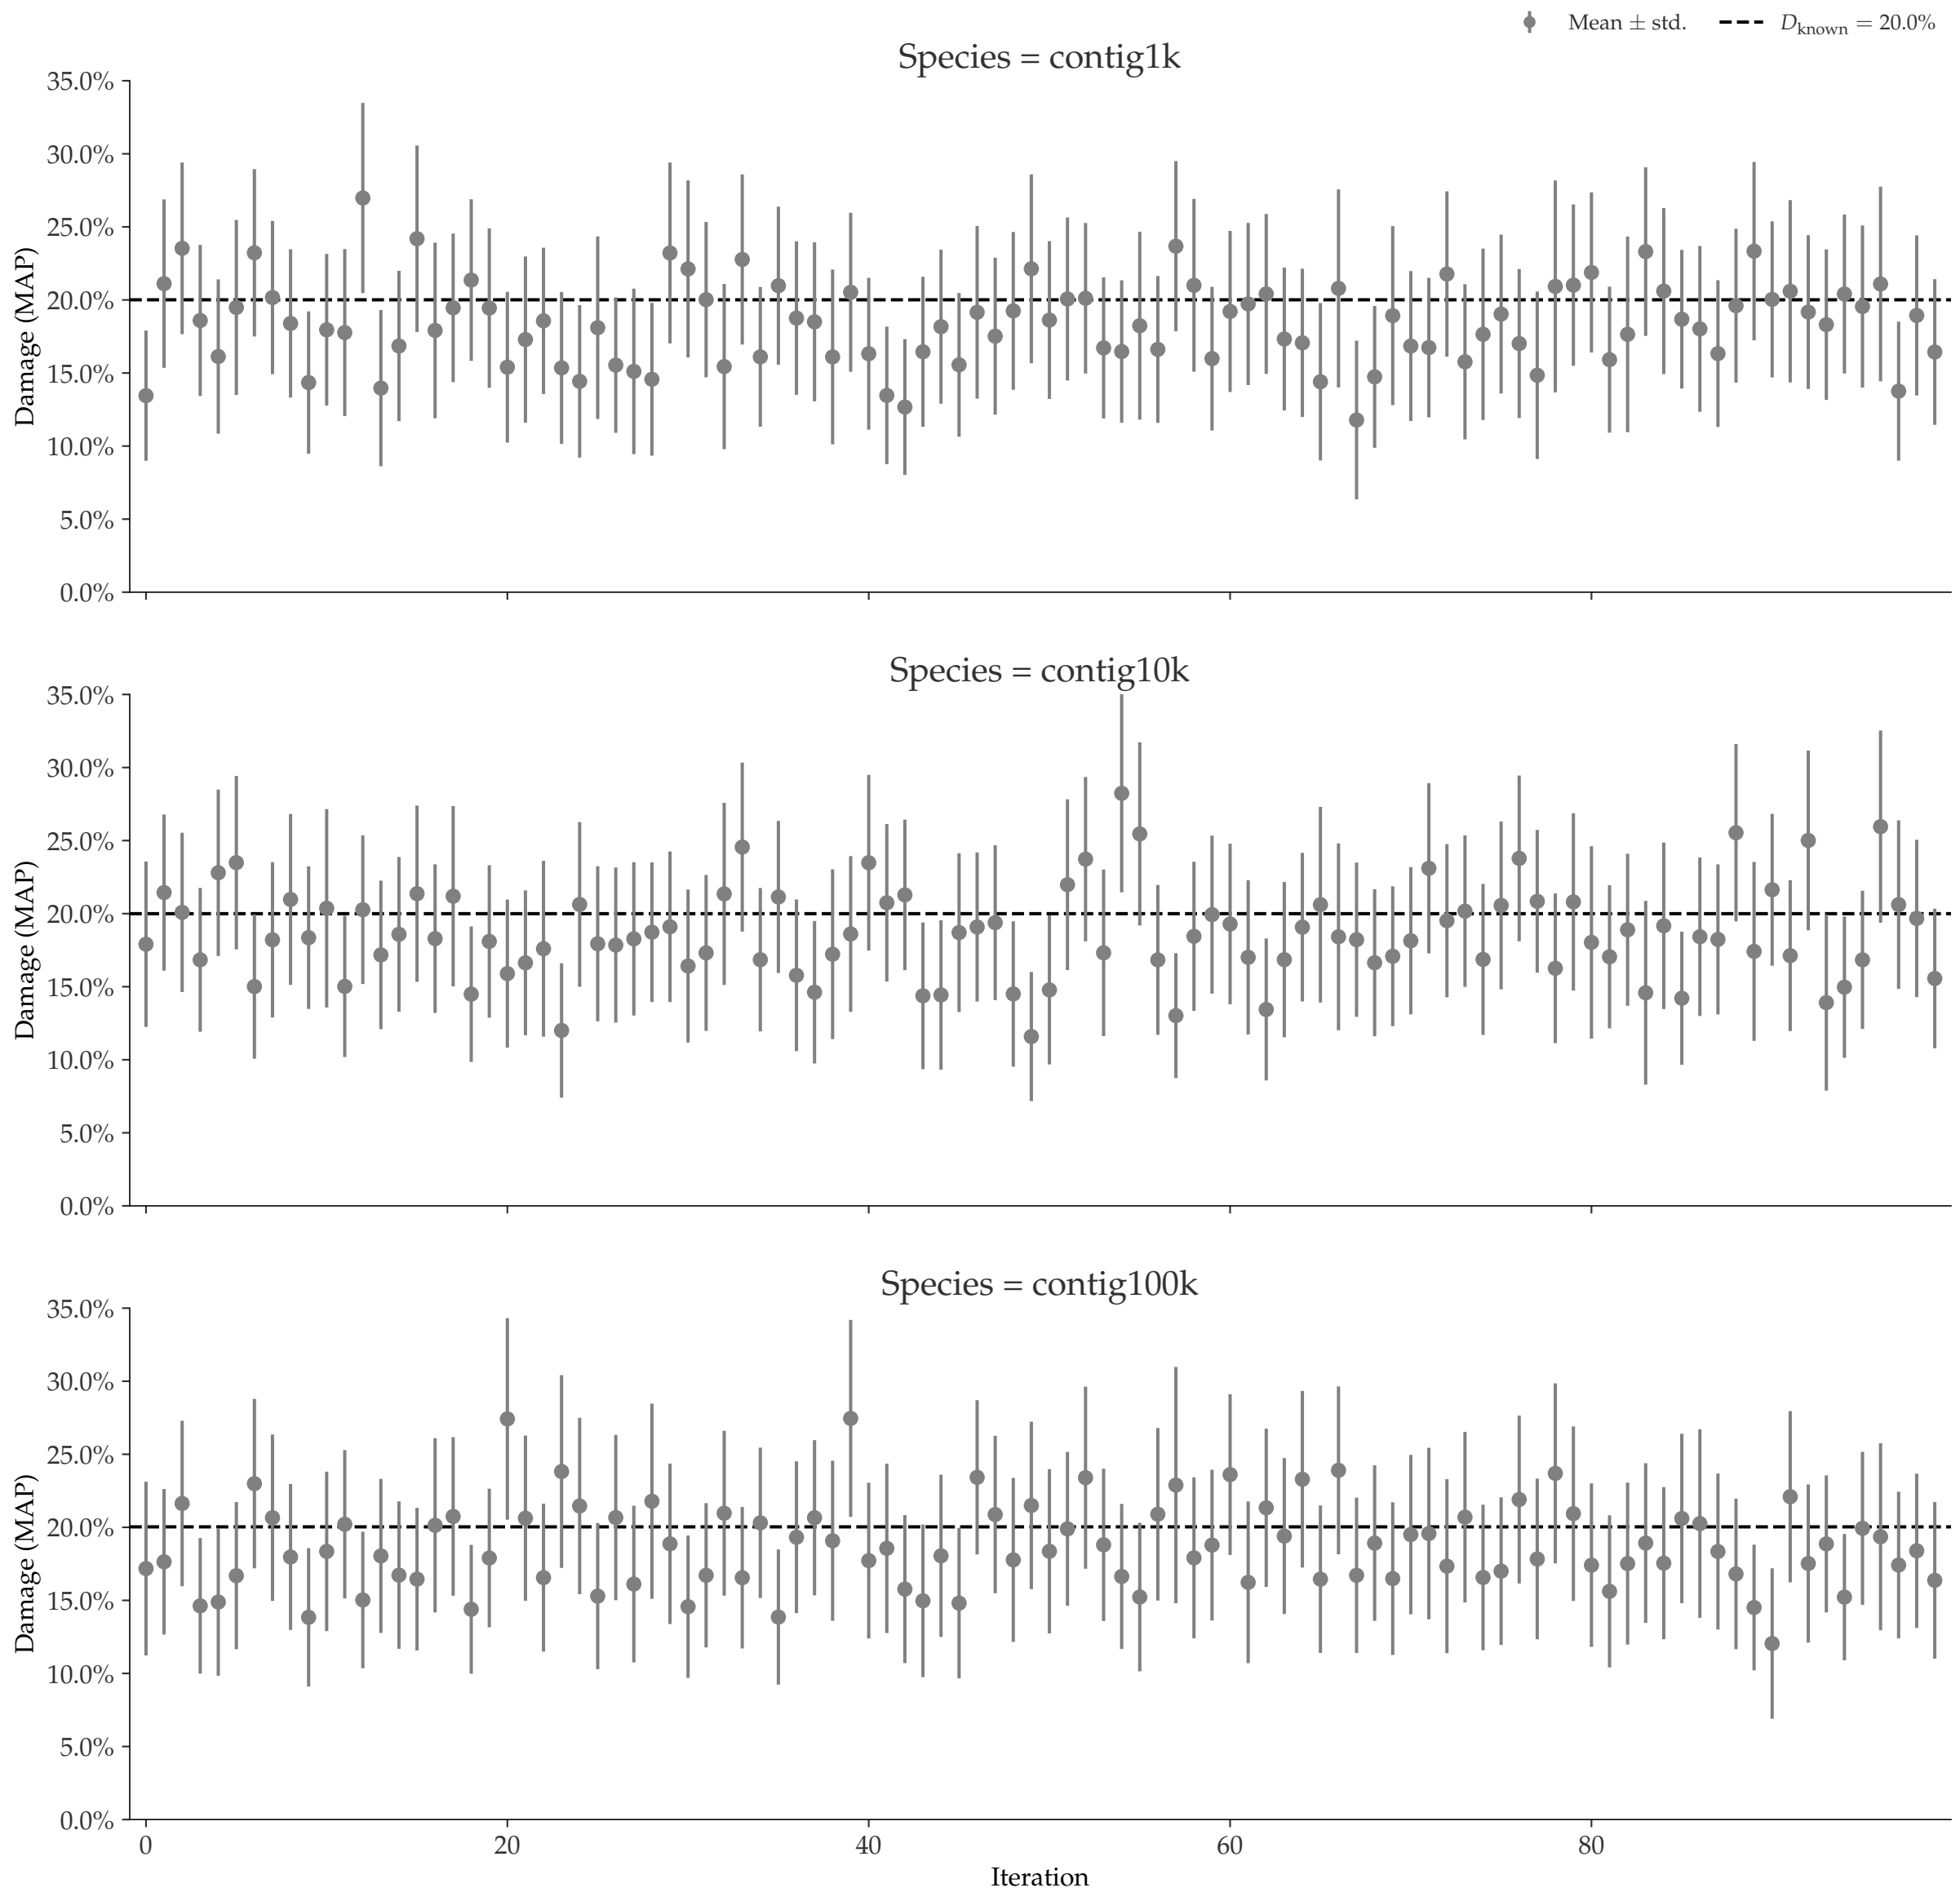 Mean ± std. D_known = 20.0%
Species = contig1k
35.0%
30.0%
25.0%
20.0%
15.0%
10.0%
5.0%
0.0%
Damage (MAP)
Species = contig10k
35.0%
30.0%
25.0%
20.0%
15.0%
10.0%
5.0%
0.0%
Damage (MAP)
Species = contig100k
35.0%
30.0%
25.0%
20.0%
15.0%
10.0%
5.0%
0.0%
Damage (MAP)
0 20 40 60 80
Iteration